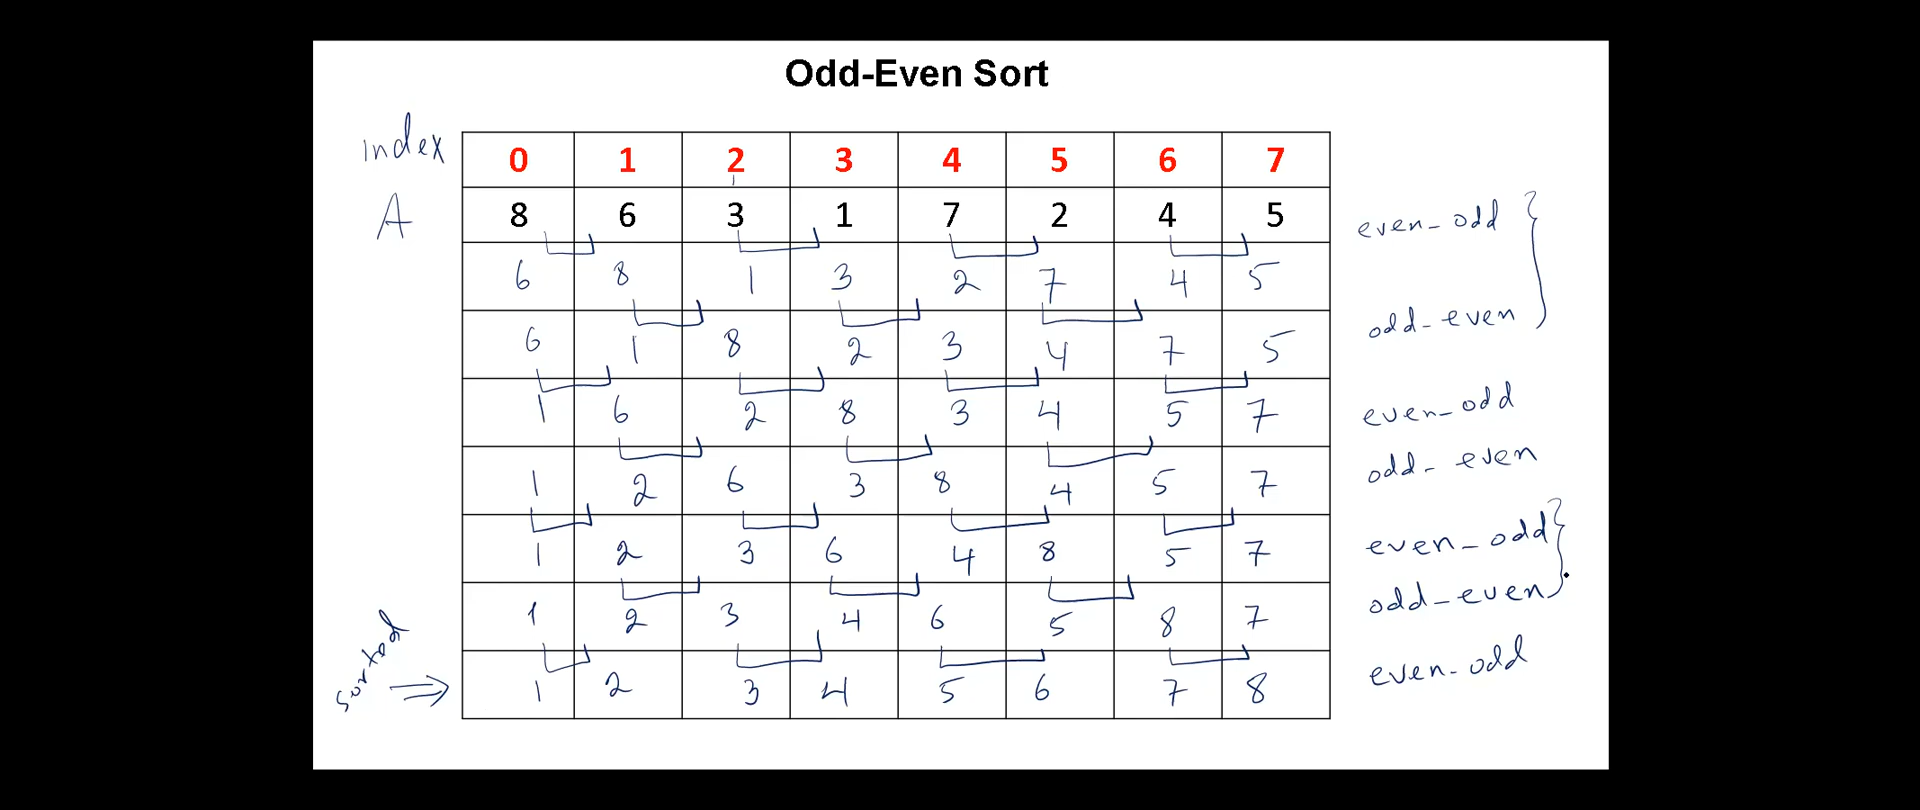 Odd-Even Sort
index 0 1 2 3 4 5 6 7
A 8 6 3 1 7 2 4 5 even-odd
6 8 1 3 2 7 4 5
odd-even
6 1 8 2 3 4 7 5
1 6 2 8 3 4 5 7 even-odd
1 2 6 3 8 4 5 7 odd-even
1 2 3 6 4 8 5 7 even-odd
1 2 3 4 6 5 8 7 odd-even
sorted 1 2 3 4 5 6 7 8 even-odd